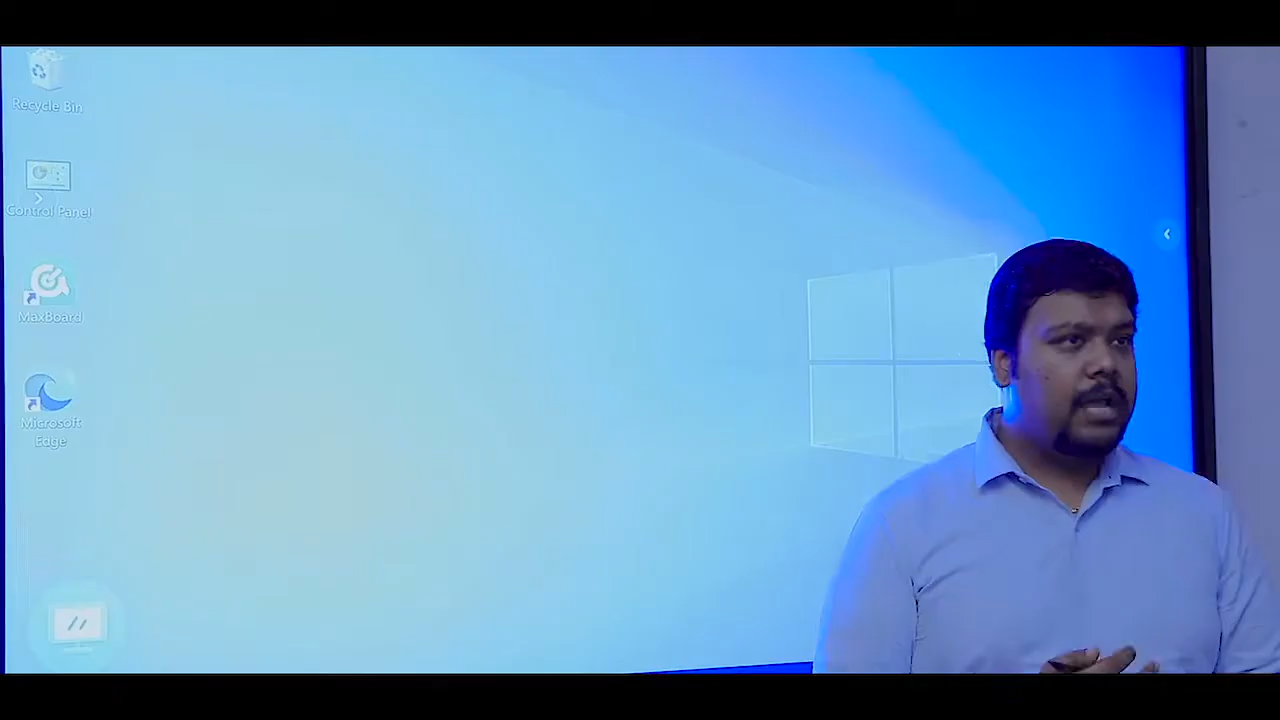 Recycle Bin
Control Panel
MaxBoard
Microsoft
Edge